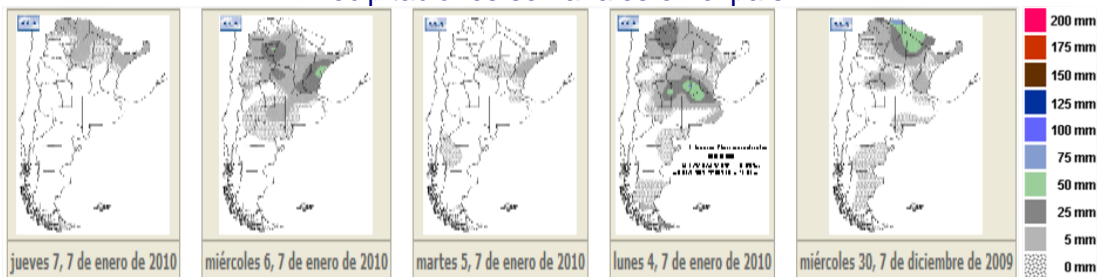 jueves 7, 7 de enero de 2010
miércoles 6, 7 de enero de 2010
martes 5, 7 de enero de 2010
lunes 4, 7 de enero de 2010
miércoles 30, 7 de diciembre de 2009
200 mm
175 mm
150 mm
125 mm
100 mm
75 mm
50 mm
25 mm
5 mm
0 mm